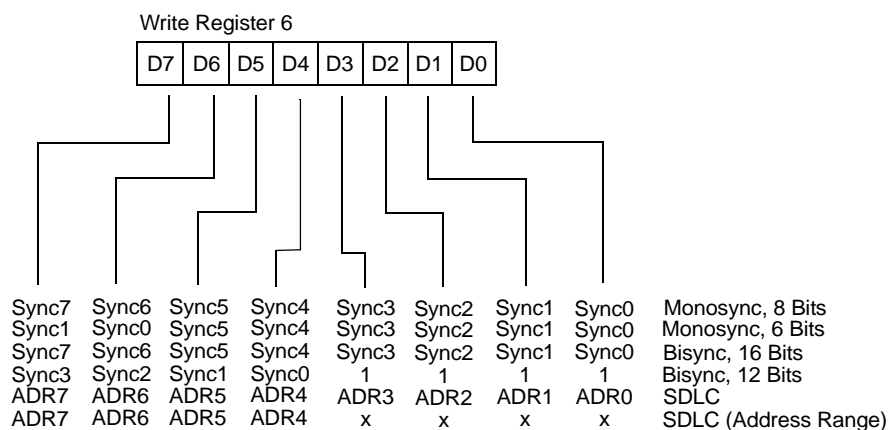 Write Register 6
D7 D6 D5 D4 D3 D2 D1 D0
Sync7 Sync6 Sync5 Sync4 Sync3 Sync2 Sync1 Sync0 Monosync, 8 Bits
Sync1 Sync0 Sync5 Sync4 Sync3 Sync2 Sync1 Sync0 Monosync, 6 Bits
Sync7 Sync6 Sync5 Sync4 Sync3 Sync2 Sync1 Sync0 Bisync, 16 Bits
Sync3 Sync2 Sync1 Sync0 1 1 1 1 Bisync, 12 Bits
ADR7 ADR6 ADR5 ADR4 ADR3 ADR2 ADR1 ADR0 SDLC
ADR7 ADR6 ADR5 ADR4 x x x x SDLC (Address Range)